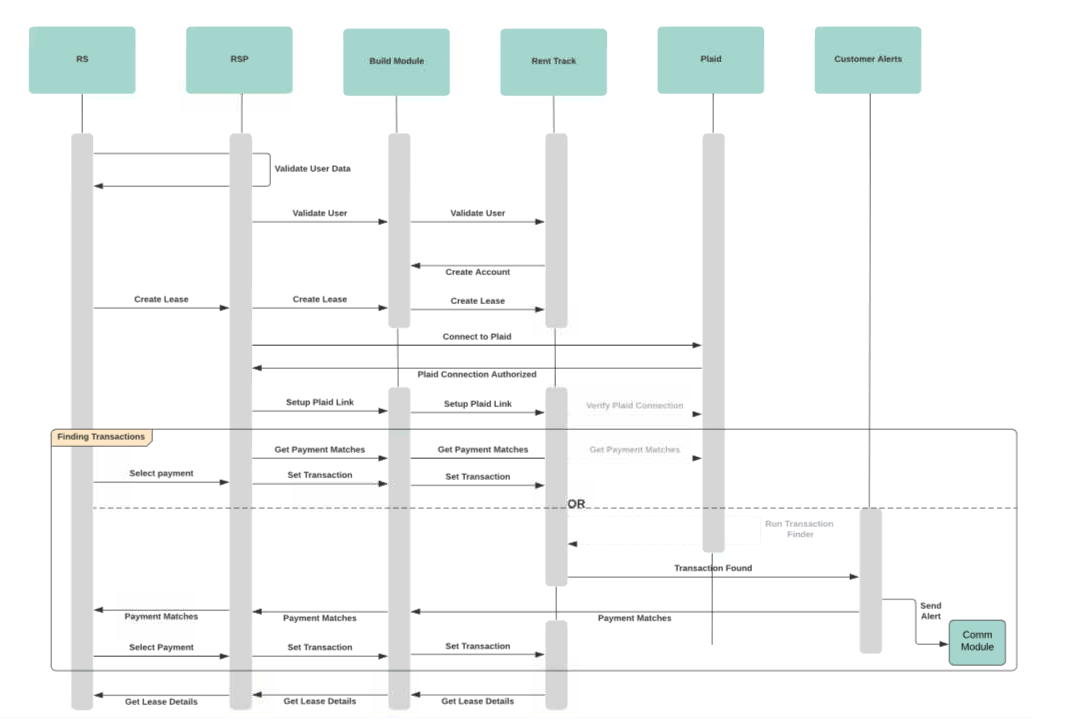 RS
RSP
Build Module
Rent Track
Plaid
Customer Alerts
Validate User Data
Validate User
Validate User
Create Account
Create Lease
Create Lease
Create Lease
Connect to Plaid
Plaid Connection Authorized
Setup Plaid Link
Setup Plaid Link
Verify Plaid Connection
Finding Transactions
Get Payment Matches
Get Payment Matches
Get Payment Matches
Select payment
Set Transaction
Set Transaction
OR
Run Transaction
Finder
Transaction Found
Send
Alert
Payment Matches
Payment Matches
Payment Matches
Comm
Module
Select Payment
Set Transaction
Set Transaction
Get Lease Details
Get Lease Details
Get Lease Details